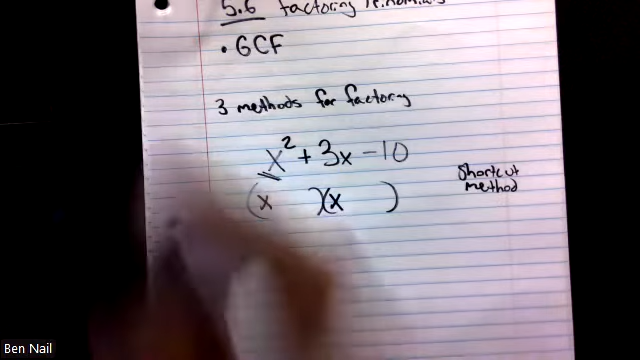 5.6 factoring
• GCF
3 methods for factoring
x² + 3x - 10
(x )(x )
shortcut
method
Ben Nail